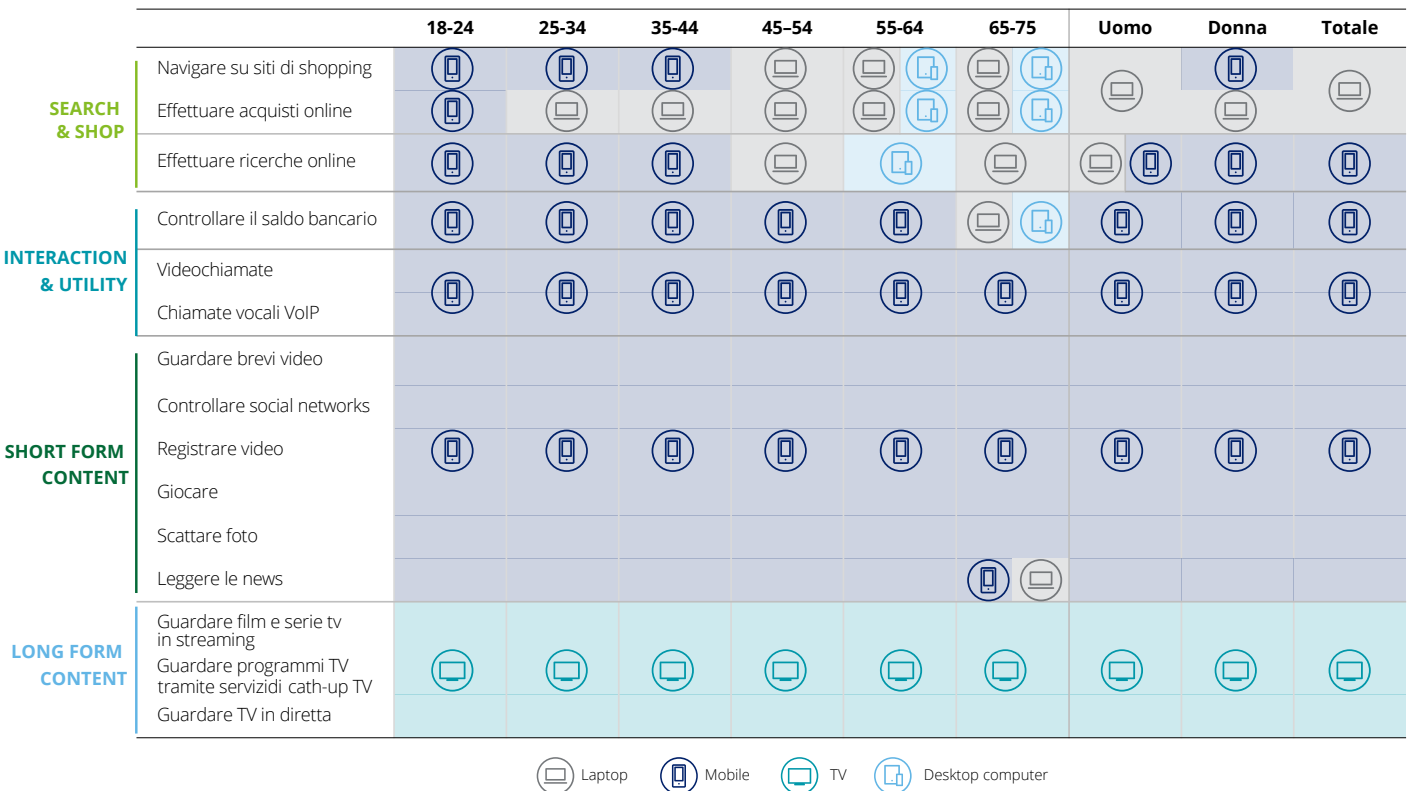 18-24 25-34 35-44 45–54 55-64 65-75 Uomo Donna Totale
SEARCH
& SHOP
Navigare su siti di shopping
Effettuare acquisti online
Effettuare ricerche online
INTERACTION
& UTILITY
Controllare il saldo bancario
Videochiamate
Chiamate vocali VoIP
SHORT FORM
CONTENT
Guardare brevi video
Controllare social networks
Registrare video
Giocare
Scattare foto
Leggere le news
LONG FORM
CONTENT
Guardare film e serie tv
in streaming
Guardare programmi TV
tramite servizidi cath-up TV
Guardare TV in diretta
Laptop Mobile TV Desktop computer